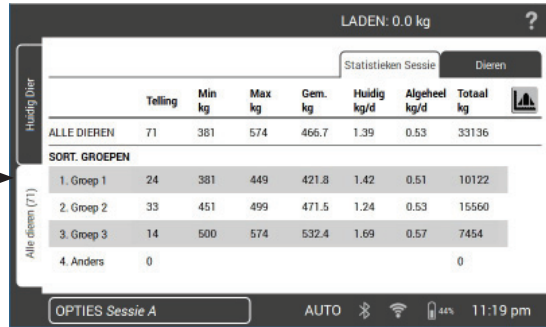 LADEN: 0.0 kg ?
Statistieken Sessie Dieren
Huidig Dier
Alle dieren (71)
Telling Min kg Max kg Gem. kg Huidig kg/d Algeheel kg/d Totaal kg
ALLE DIEREN 71 381 574 466.7 1.39 0.53 33136
SORT. GROEPEN
1. Groep 1 24 381 449 421.8 1.42 0.51 10122
2. Groep 2 33 451 499 471.5 1.24 0.53 15560
3. Groep 3 14 500 574 532.4 1.69 0.57 7454
4. Anders 0 0
OPTIES Sessie A AUTO 44% 11:19 pm